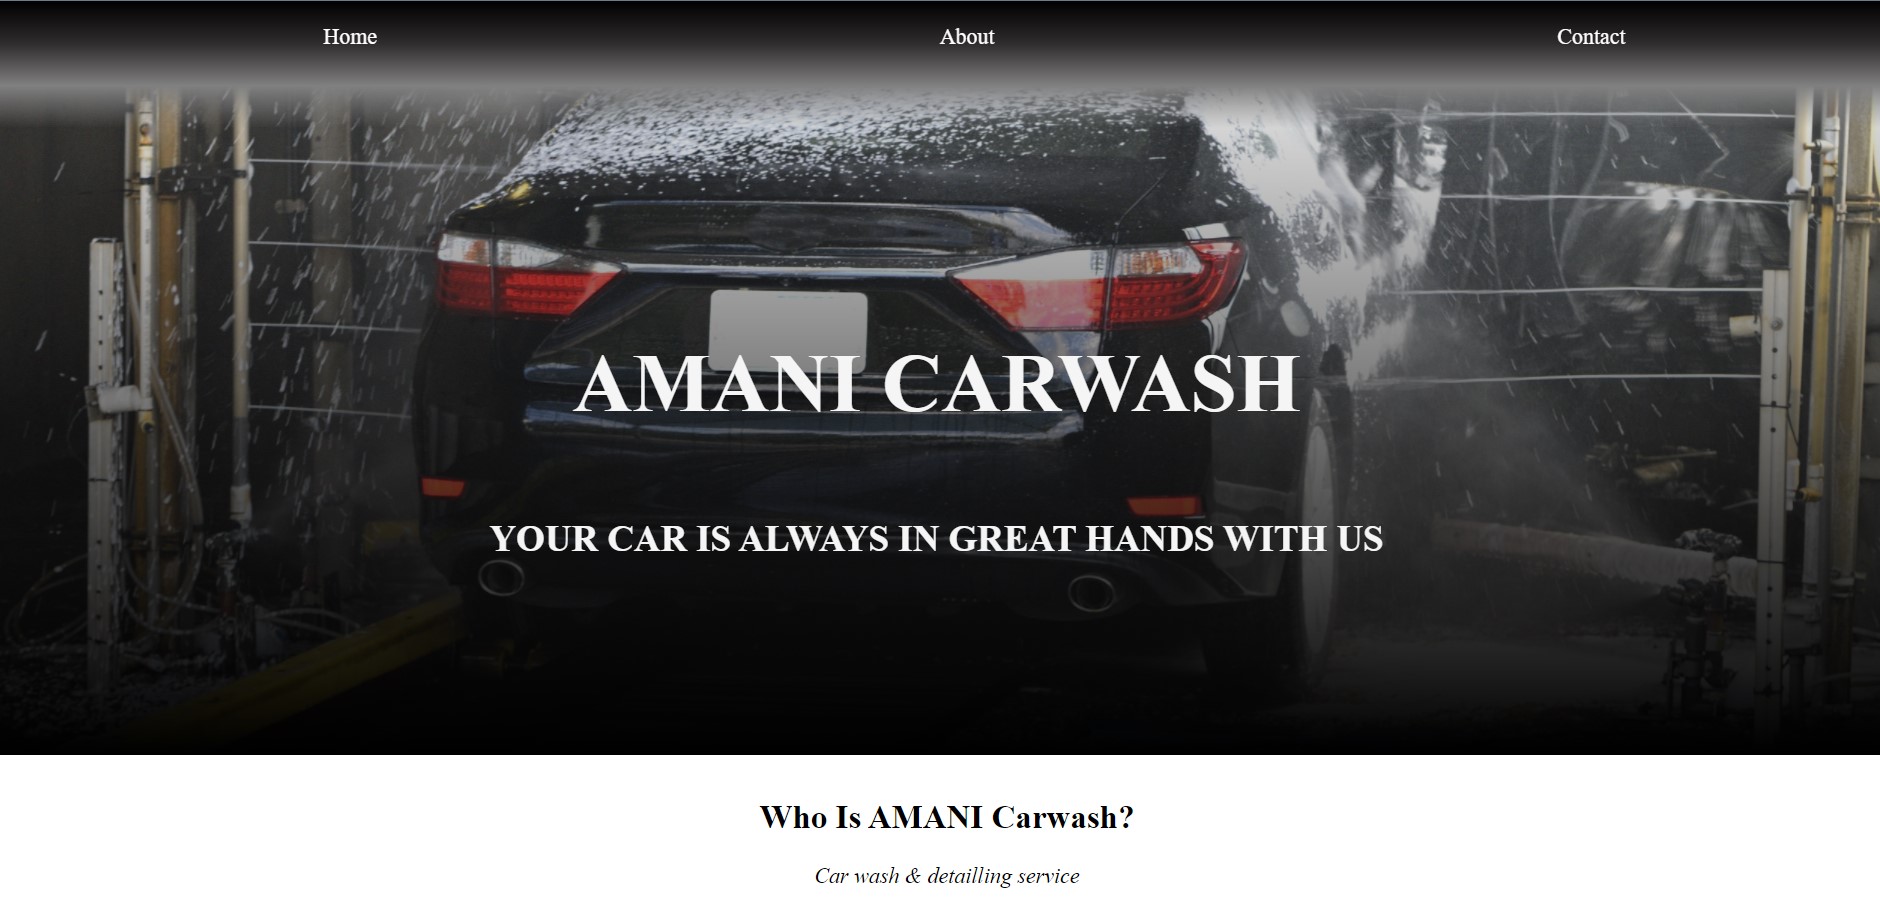 Home About Contact
AMANI CARWASH
YOUR CAR IS ALWAYS IN GREAT HANDS WITH US
Who Is AMANI Carwash?
Car wash & detailling service